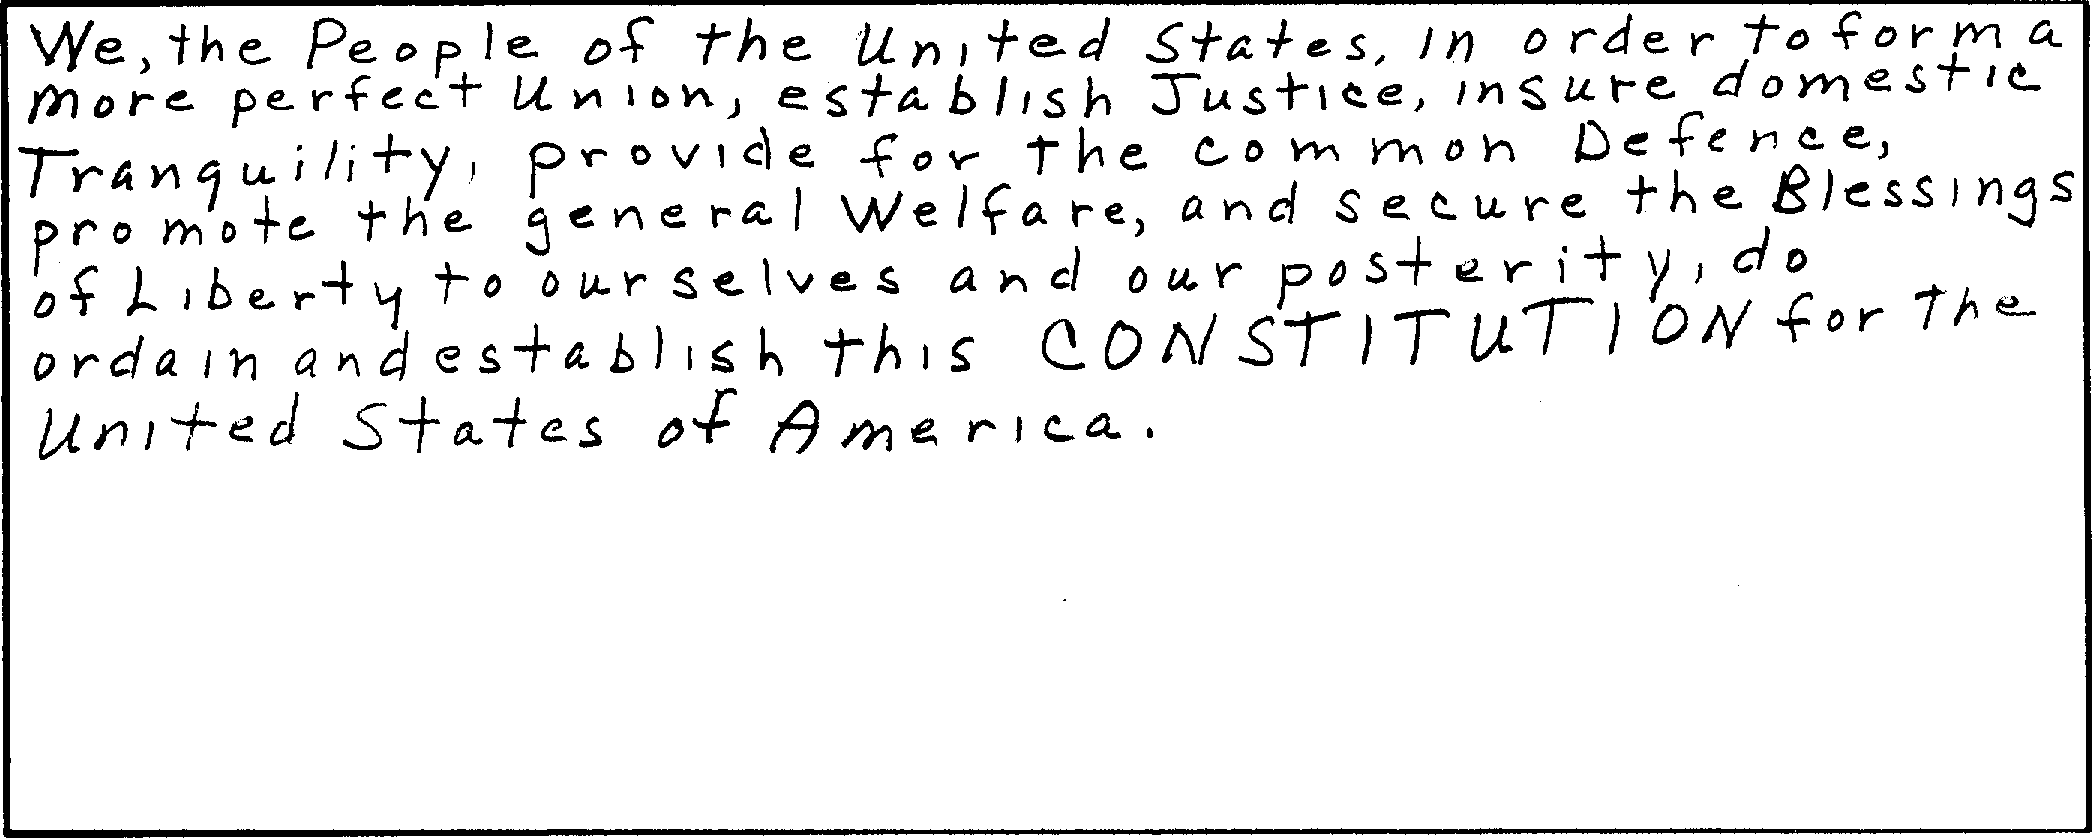 We, the People of the United States, in order to form a
more perfect Union, establish Justice, insure domestic
Tranquility, provide for the common Defence,
promote the general Welfare, and secure the Blessings
of Liberty to ourselves and our posterity, do
ordain and establish this CONSTITUTION for the
United States of America.